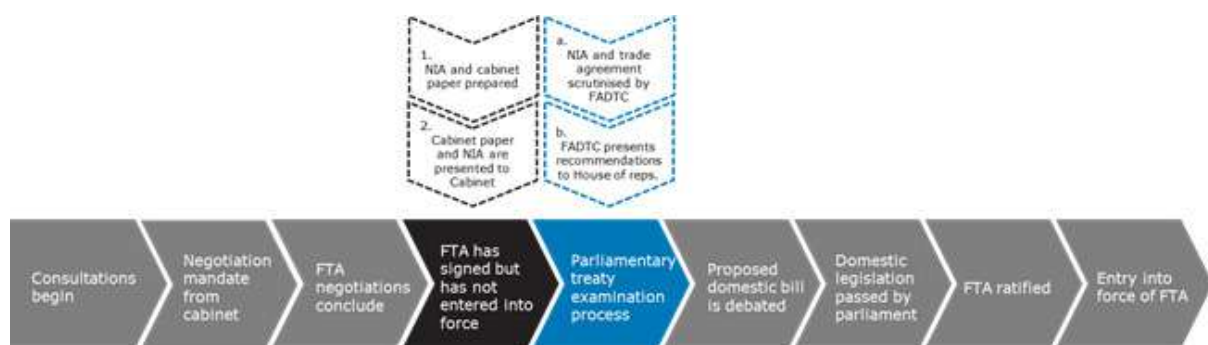 1.
NIA and cabinet
paper prepared
2.
Cabinet paper
and NIA are
presented to
Cabinet
a.
NIA and trade
agreement
scrutinised by
FADTC
b.
FADTC presents
recommendations
to House of reps.
Consultations
begin
Negotiation
mandate
from
cabinet
FTA
negotiations
conclude
FTA has
signed but
has not
entered into
force
Parliamentary
treaty
examination
process
Proposed
domestic bill
is debated
Domestic
legislation
passed by
parliament
FTA ratified
Entry into
force of FTA